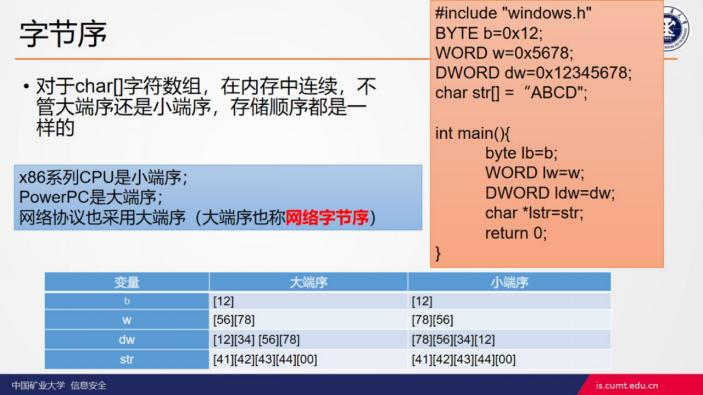 字节序
• 对于char[]字符数组，在内存中连续，不
管大端序还是小端序，存储顺序都是一
样的
x86系列CPU是小端序；
PowerPC是大端序；
网络协议也采用大端序（大端序也称网络字节序）
#include "windows.h"
BYTE b=0x12;
WORD w=0x5678;
DWORD dw=0x12345678;
char str[] = “ABCD";
int main(){
byte lb=b;
WORD lw=w;
DWORD ldw=dw;
char *lstr=str;
return 0;
}
变量 大端序 小端序
b [12] [12]
w [56][78] [78][56]
dw [12][34] [56][78] [78][56][34][12]
str [41][42][43][44][00] [41][42][43][44][00]
中国矿业大学 信息安全
is.cumt.edu.cn